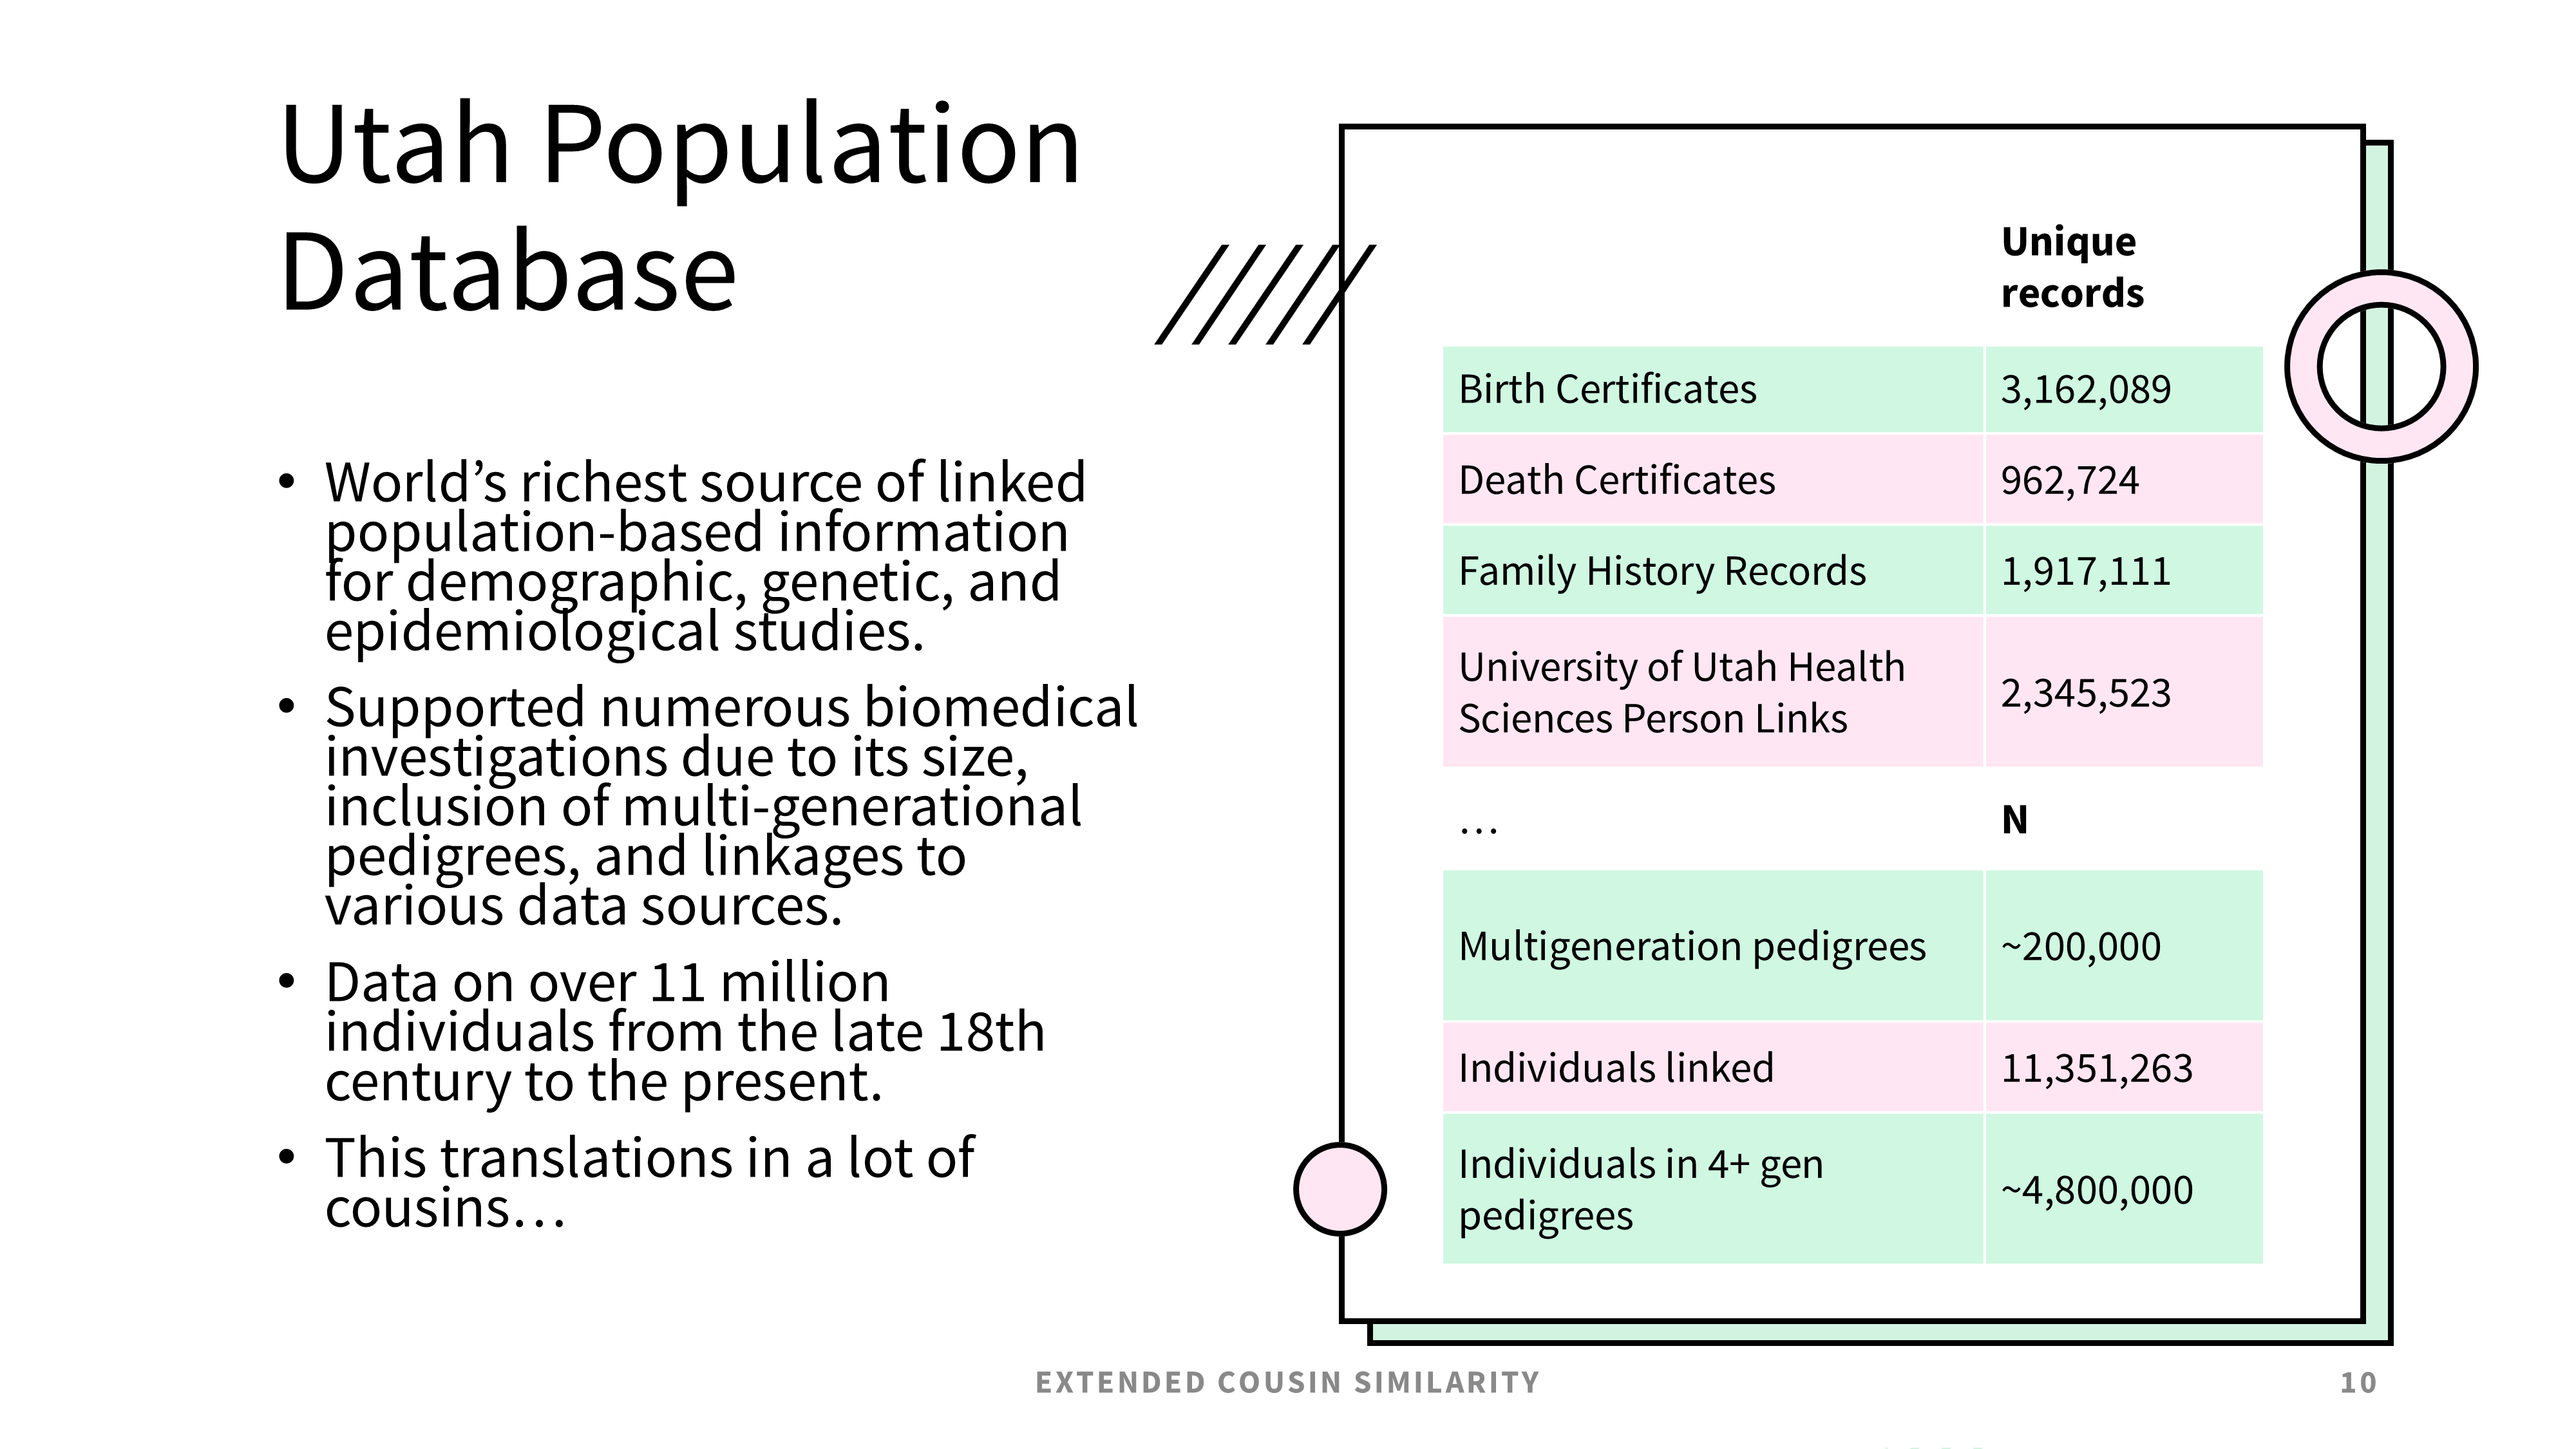 Utah Population
Database
• World’s richest source of linked
population-based information
for demographic, genetic, and
epidemiological studies.
• Supported numerous biomedical
investigations due to its size,
inclusion of multi-generational
pedigrees, and linkages to
various data sources.
• Data on over 11 million
individuals from the late 18th
century to the present.
• This translations in a lot of
cousins…
Unique
records
Birth Certificates 3,162,089
Death Certificates 962,724
Family History Records 1,917,111
University of Utah Health
Sciences Person Links 2,345,523
… N
Multigeneration pedigrees ~200,000
Individuals linked 11,351,263
Individuals in 4+ gen
pedigrees ~4,800,000
EXTENDED COUSIN SIMILARITY 10